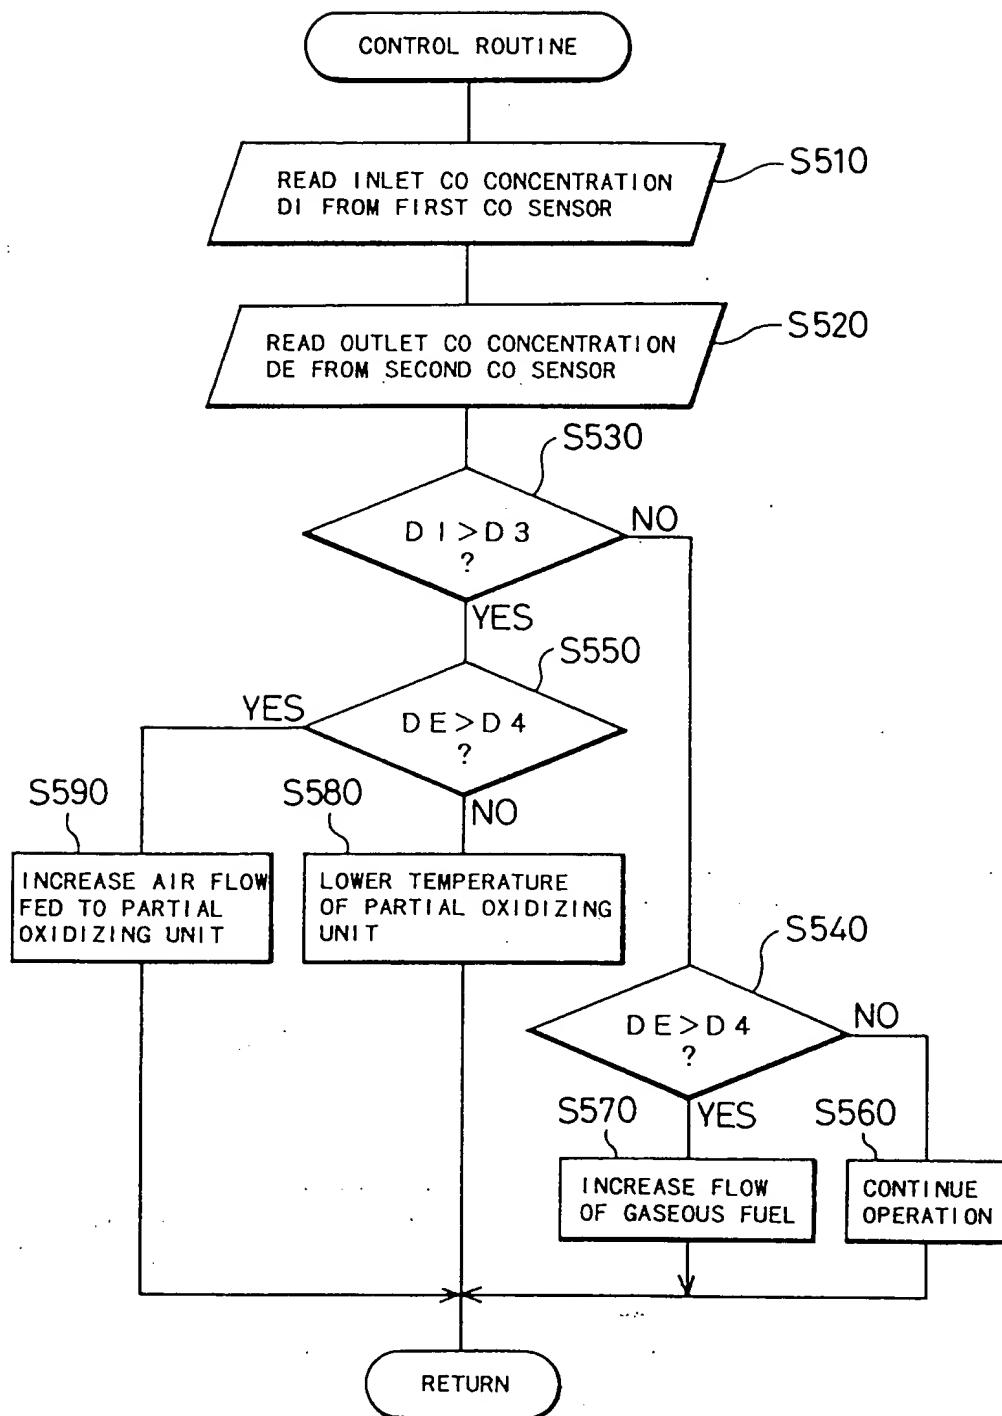 CONTROL ROUTINE
S510
READ INLET CO CONCENTRATION
DI FROM FIRST CO SENSOR
S520
READ OUTLET CO CONCENTRATION
DE FROM SECOND CO SENSOR
S530
DI>D3
?
NO
YES
S550
YES
DE>D4
?
NO
S590
INCREASE AIR FLOW
FED TO PARTIAL
OXIDIZING UNIT
S580
LOWER TEMPERATURE
OF PARTIAL OXIDIZING
UNIT
S540
DE>D4
?
NO
YES
S570
INCREASE FLOW
OF GASEOUS FUEL
S560
CONTINUE
OPERATION
RETURN